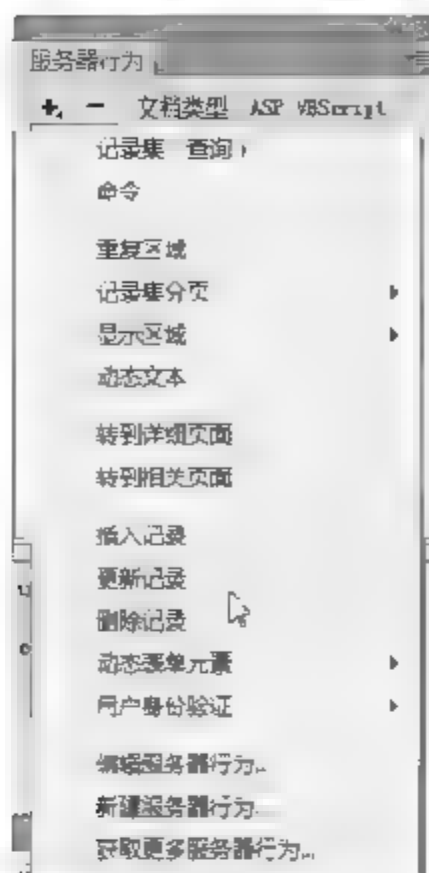 服务器行为
+ - 文档类型 ASP VBScript
记录集 查询)
命令
重复区域
记录集分页
显示区域
动态文本
转到详细页面
转到相关页面
插入记录
更新记录
删除记录
动态表单元素
用户身份验证
编辑服务器行为...
新建服务器行为...
获取更多服务器行为...